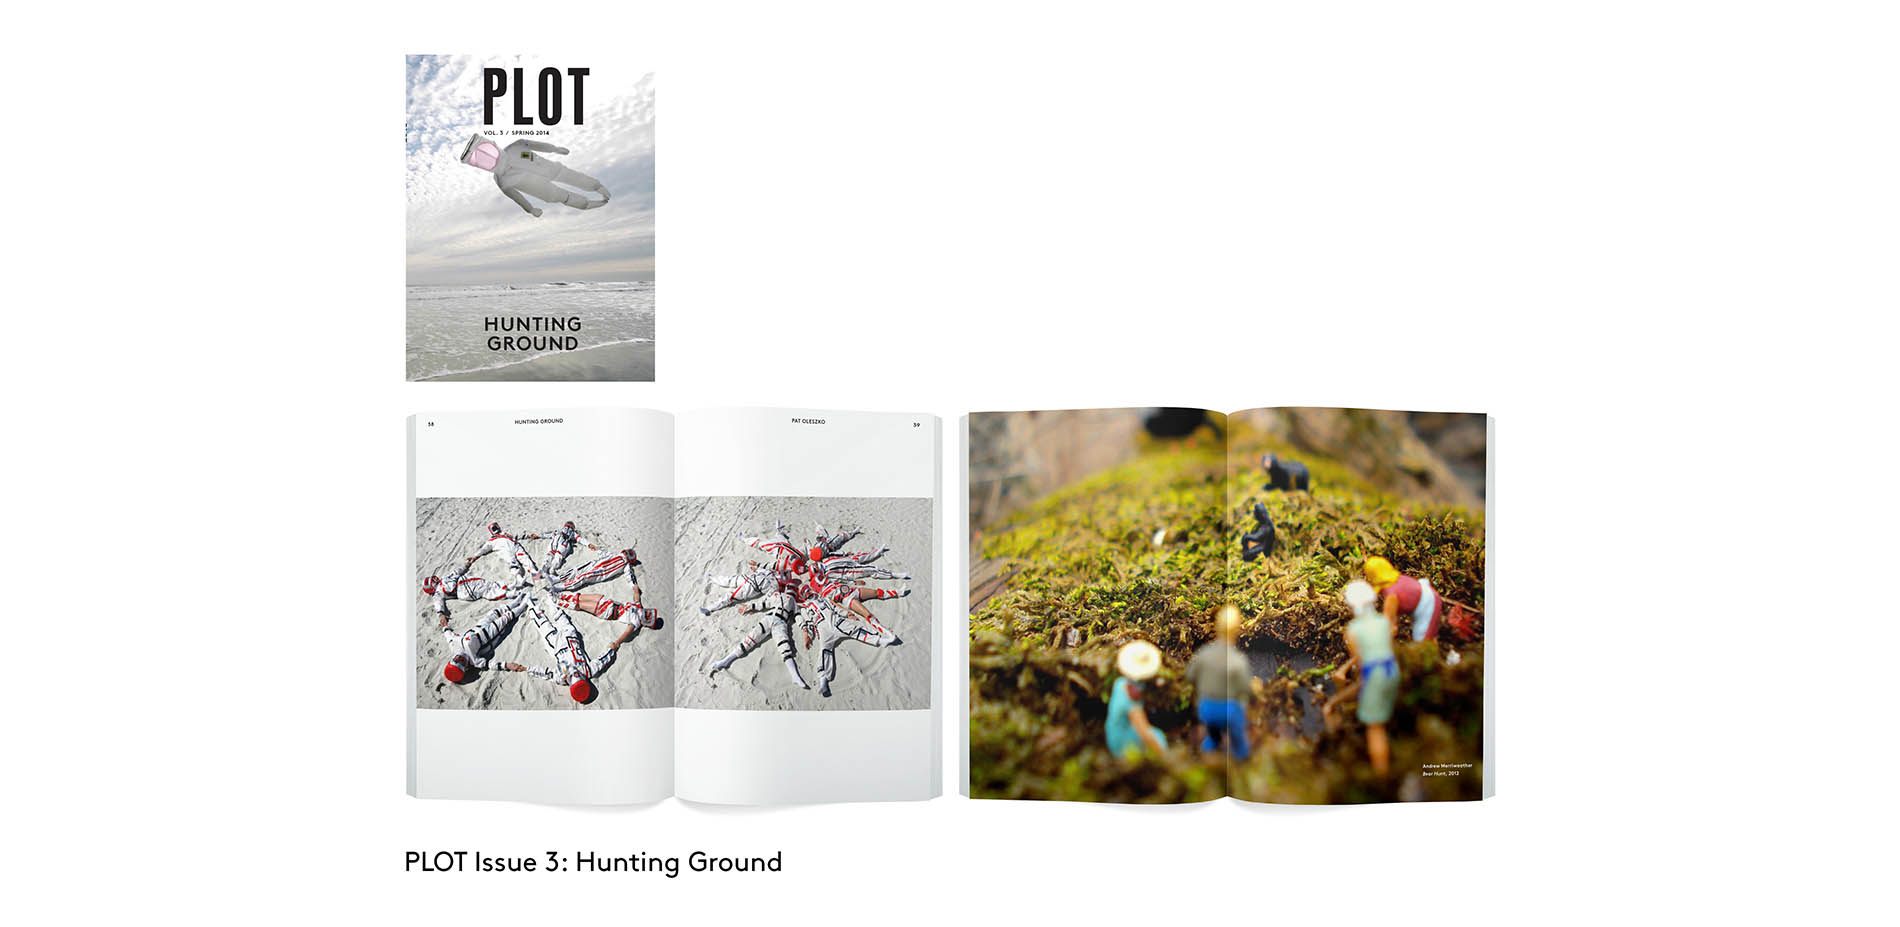 PLOT
VOL. 3 / SPRING 2014
HUNTING
GROUND
58
HUNTING GROUND
PAT OLESZKO
59
Andrew Merriweather
Bear Hunt, 2012
PLOT Issue 3: Hunting Ground